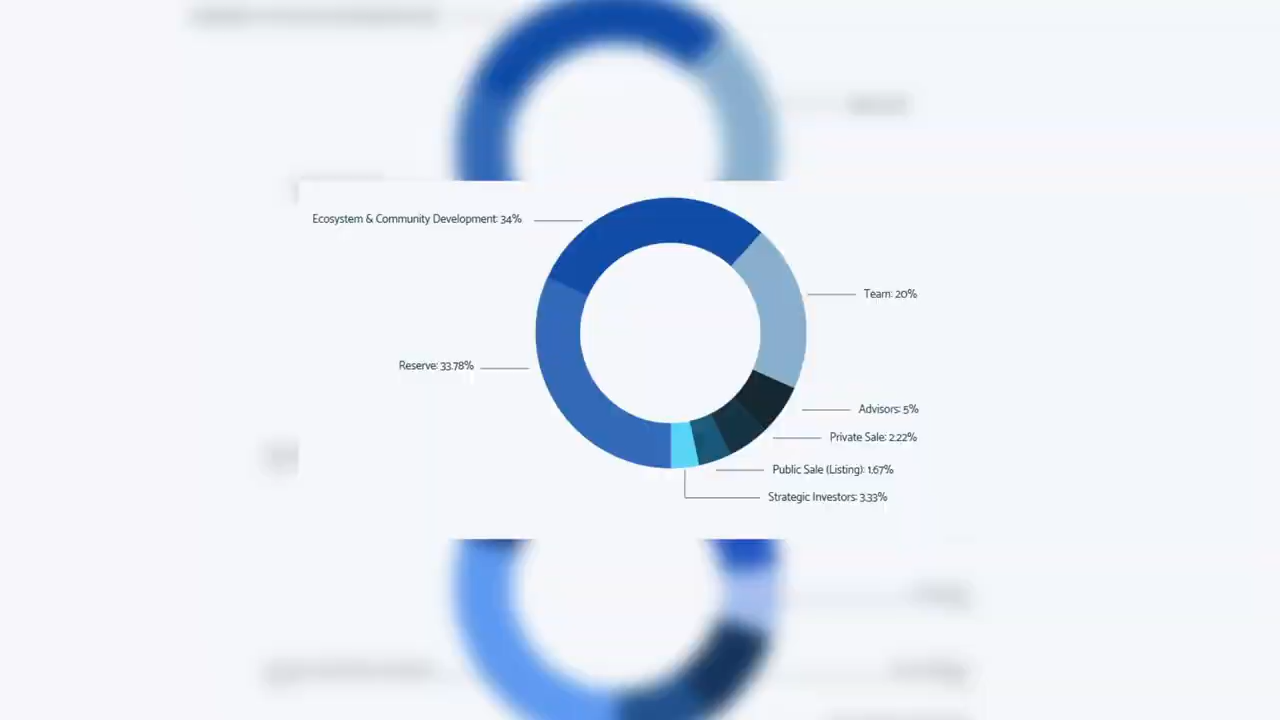 Ecosystem & Community Development: 34%
Team: 20%
Reserve: 33.78%
Advisors: 5%
Private Sale: 2.22%
Public Sale (Listing): 1.67%
Strategic Investors: 3.33%